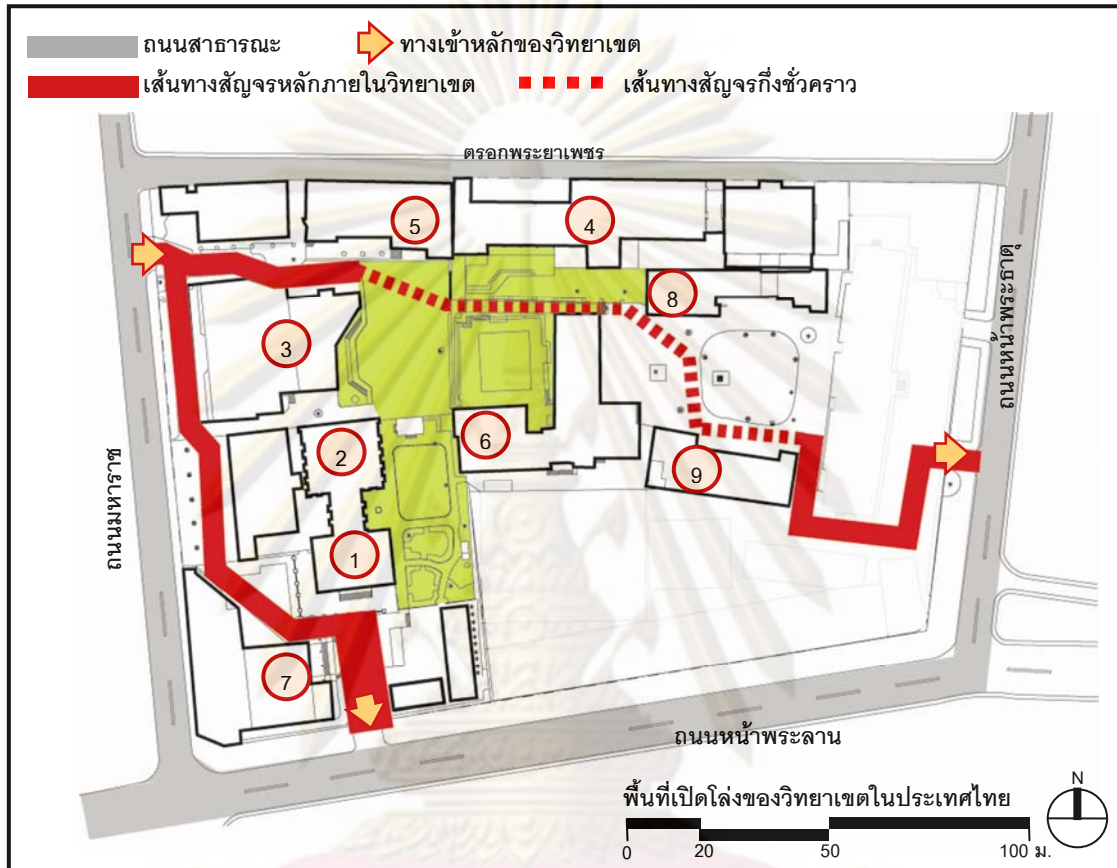 ถนนสาธารณะ ทางเข้าหลักของวิทยาเขต
เส้นทางสัญจรหลักภายในวิทยาเขต เส้นทางสัญจรกึ่งชั่วคราว
ตรอกพระยาเพชร
5
4
8
3
ถนนหน้าพระธาตุ
6
2
9
ถนนมหาราช
1
7
ถนนหน้าพระลาน
พื้นที่เปิดโล่งของวิทยาเขตในประเทศไทย
N
0 20 50 100 ม.